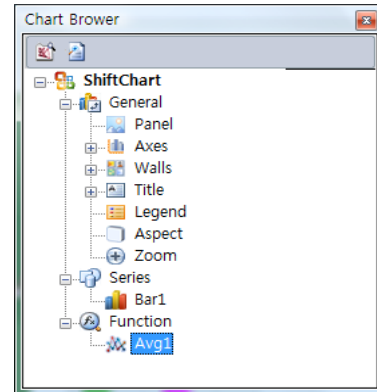 Chart Brower
ShiftChart
General
Panel
Axes
Walls
Title
Legend
Aspect
Zoom
Series
Bar1
Function
Avg1